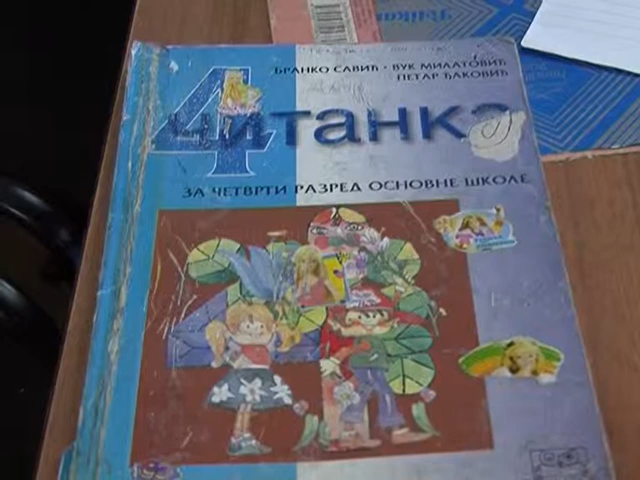 БРАНКО САВИЋ · ВУК МИЛАТОВИЋ
ПЕТАР ЂАКОВИЋ
4
читанка
ЗА ЧЕТВРТИ РАЗРЕД ОСНОВНЕ ШКОЛЕ